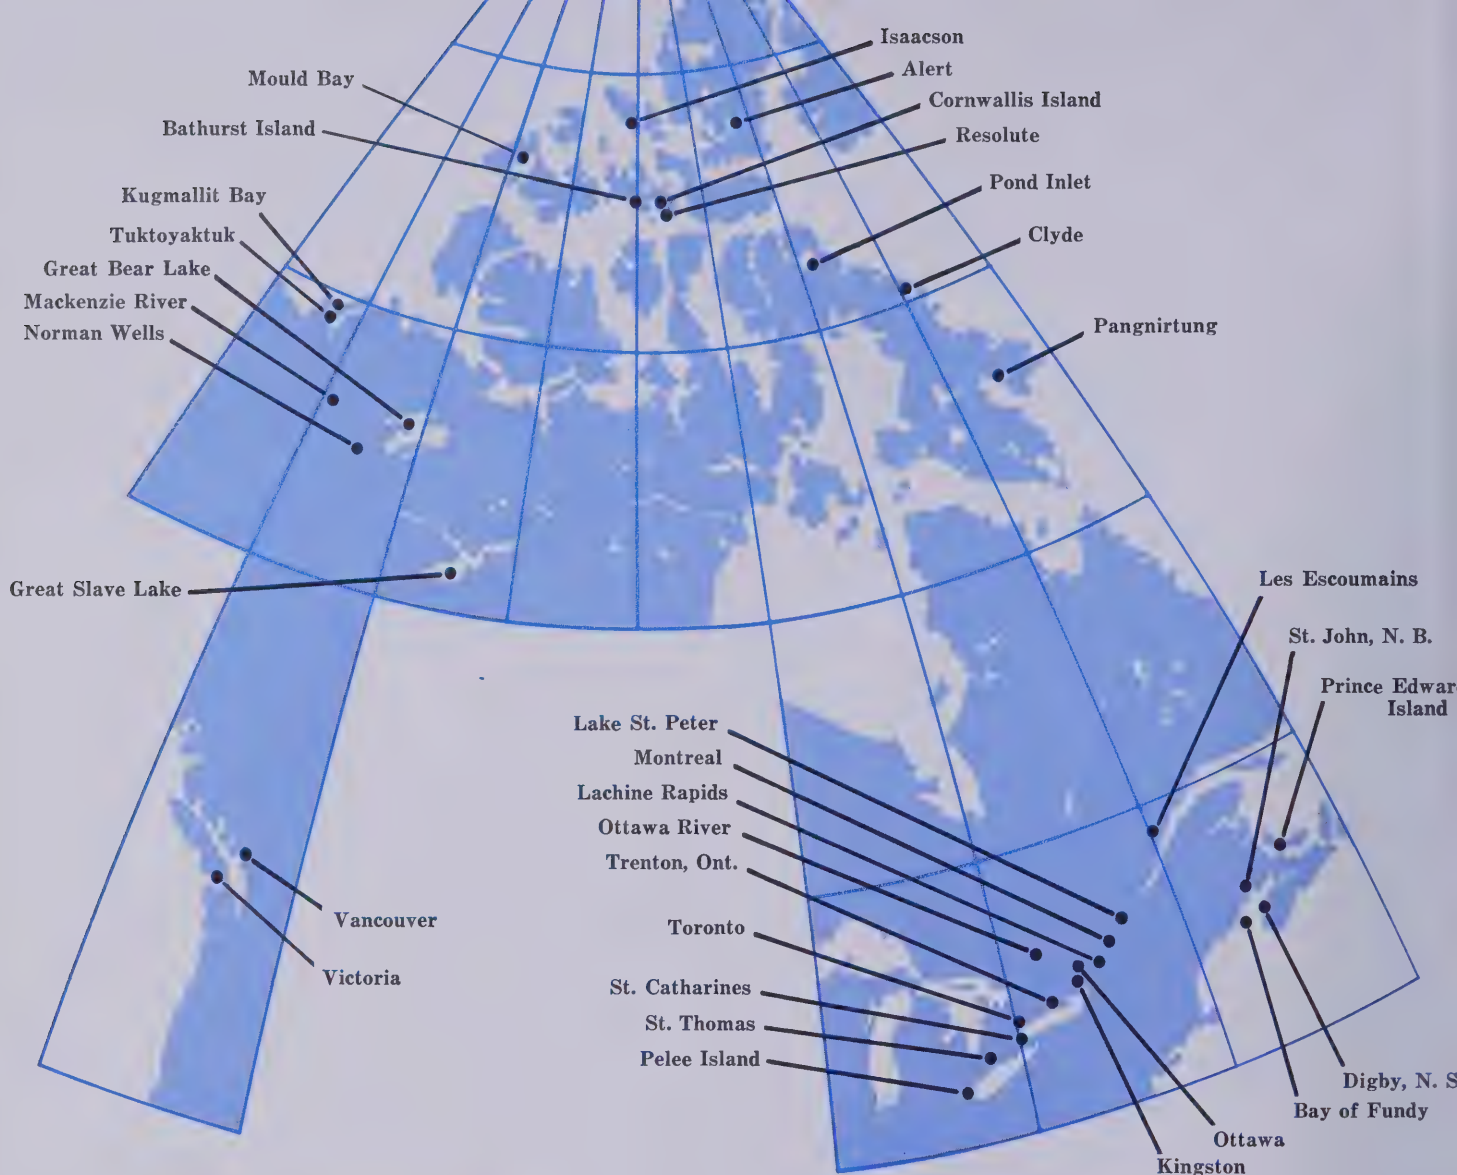 Isaacson
Alert
Mould Bay
Cornwallis Island
Bathurst Island
Resolute
Pond Inlet
Kugmallit Bay
Tuktoyaktuk
Clyde
Great Bear Lake
Mackenzie River
Norman Wells
Pangnirtung
Great Slave Lake
Les Escoumains
St. John, N. B.
Prince Edwar
Island
Lake St. Peter
Montreal
Lachine Rapids
Ottawa River
Trenton, Ont.
Vancouver
Toronto
Victoria
St. Catharines
St. Thomas
Pelee Island
Digby, N. S
Bay of Fundy
Ottawa
Kingston